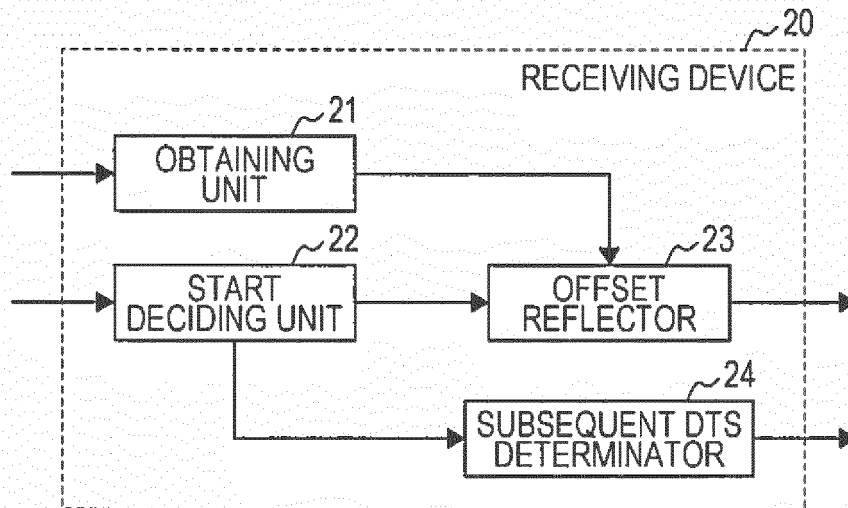 20
RECEIVING DEVICE
21
OBTAINING
UNIT
22
START
DECIDING UNIT
23
OFFSET
REFLECTOR
24
SUBSEQUENT DTS
DETERMINATOR